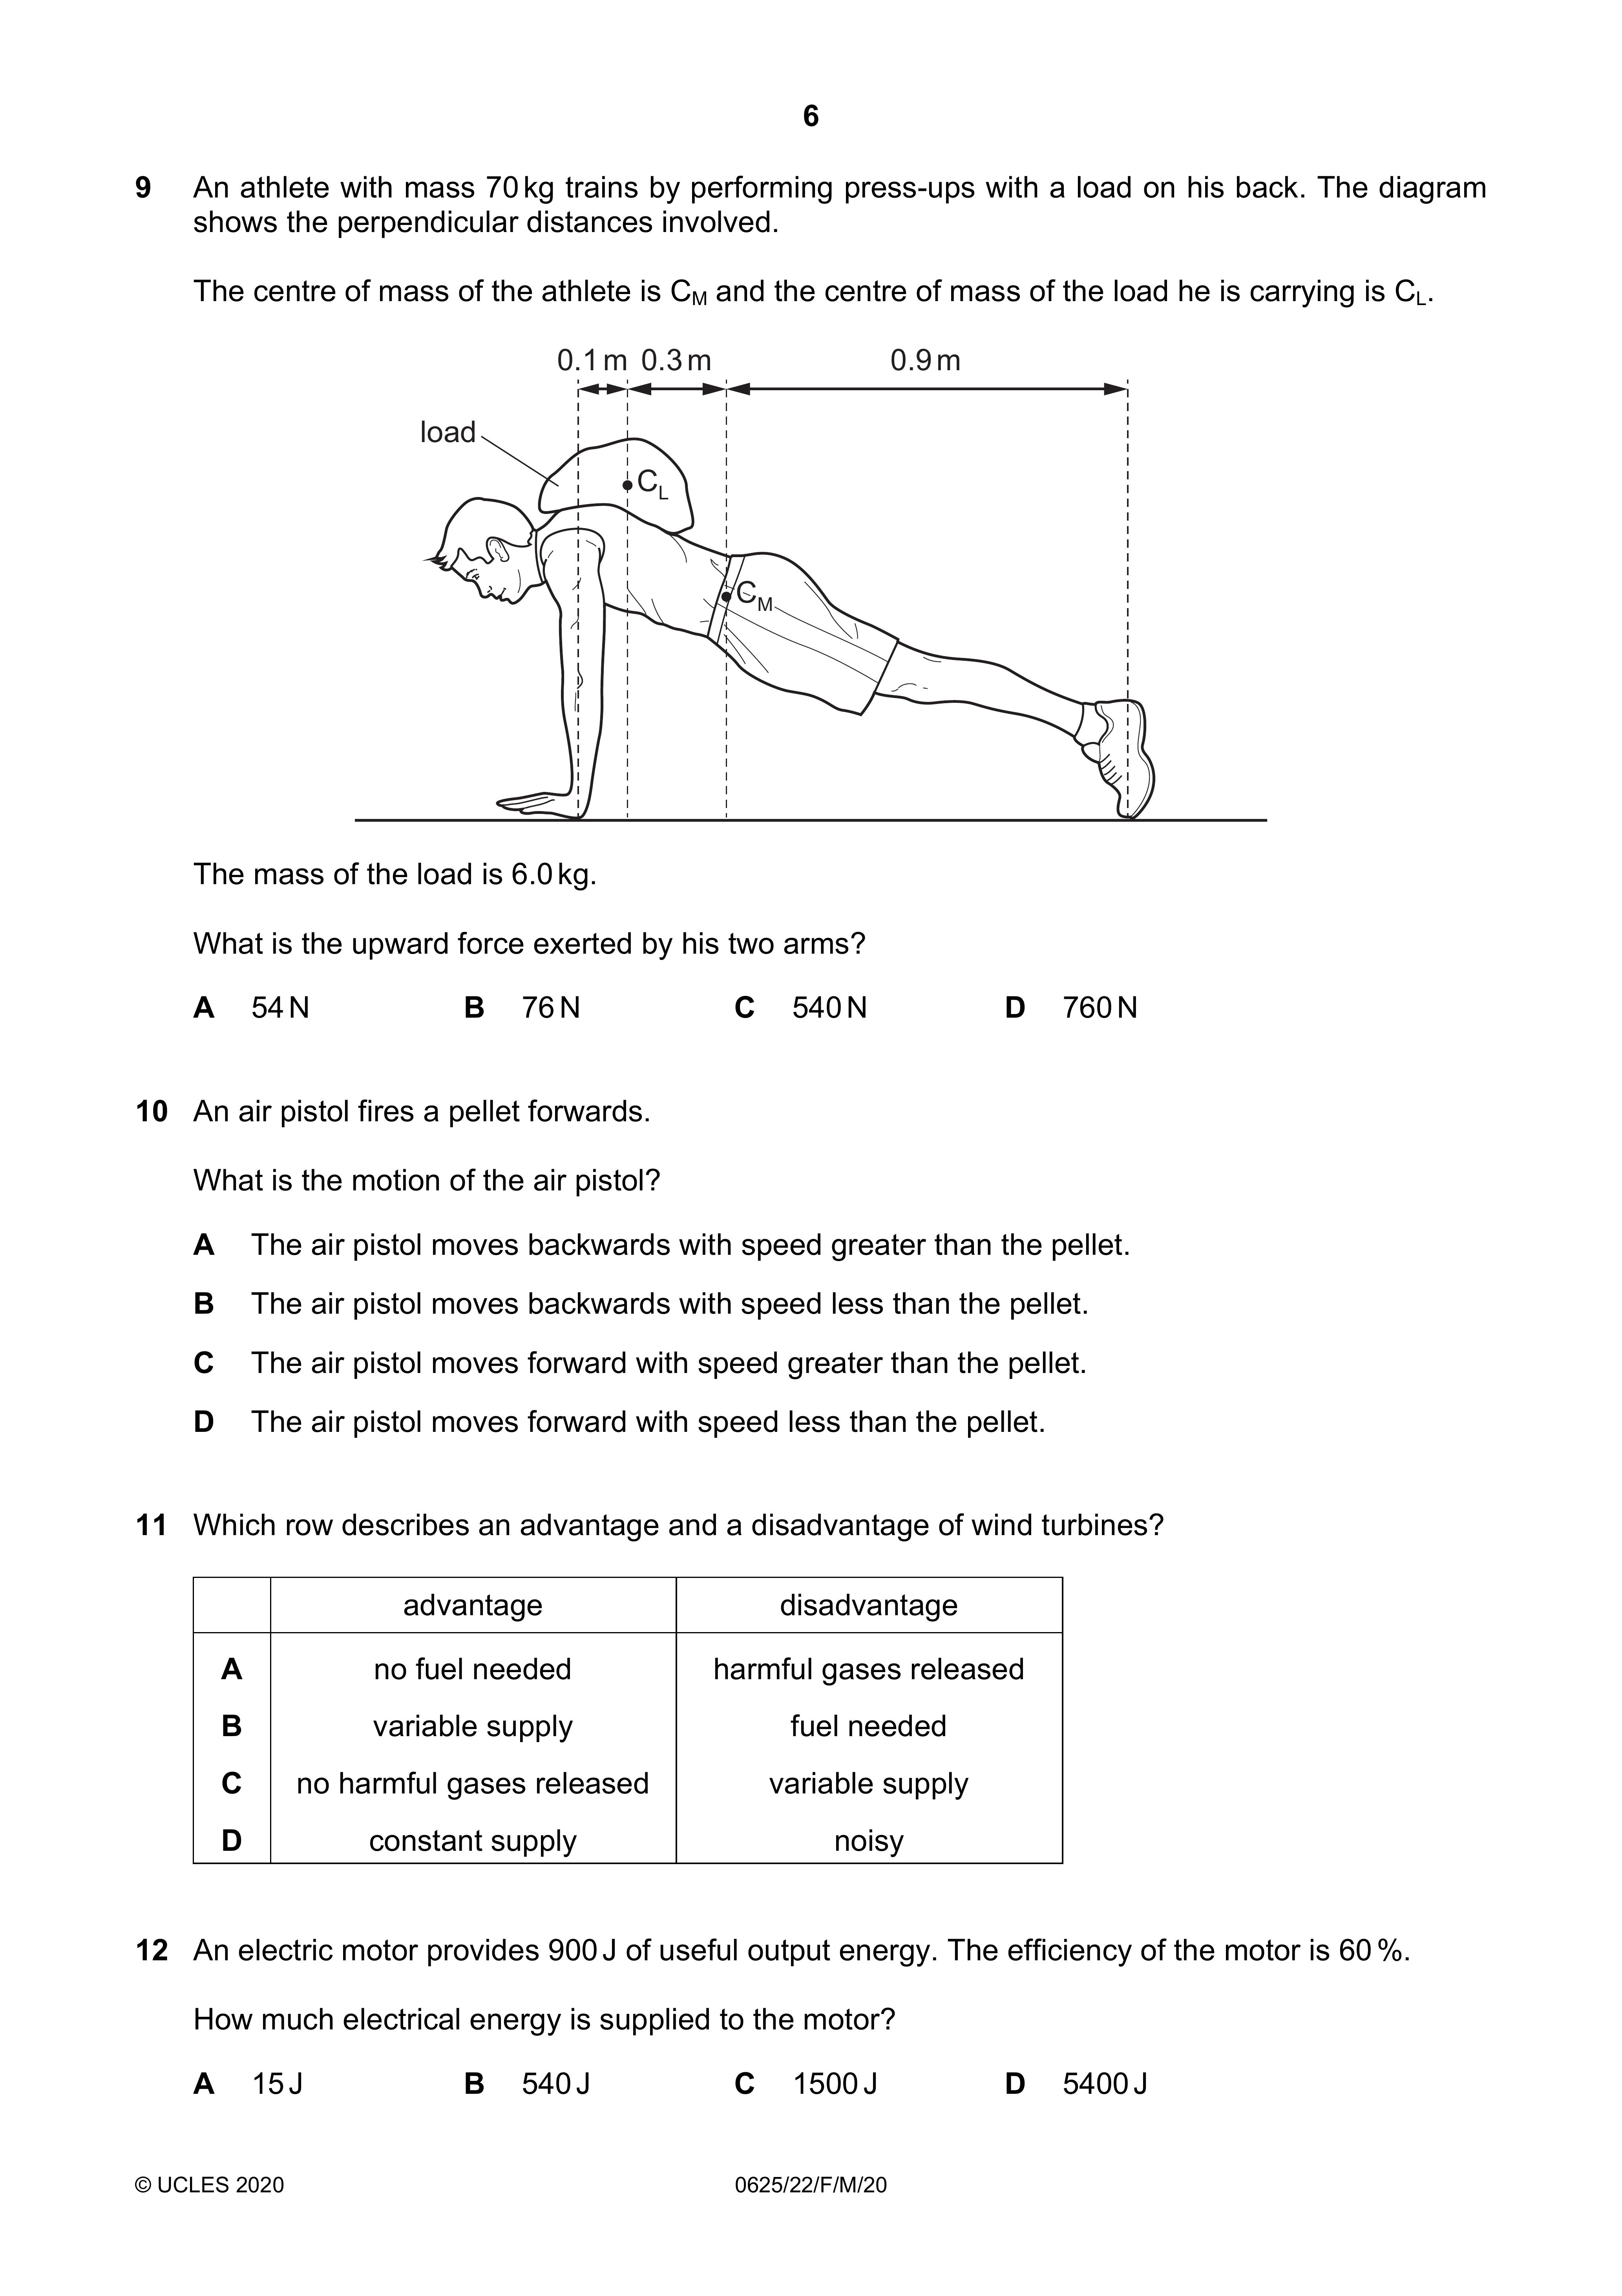 6
9 An athlete with mass 70 kg trains by performing press-ups with a load on his back. The diagram
shows the perpendicular distances involved.
The centre of mass of the athlete is CM and the centre of mass of the load he is carrying is CL.
0.1 m 0.3 m 0.9 m
load
CL
CM
The mass of the load is 6.0 kg.
What is the upward force exerted by his two arms?
A 54 N B 76 N C 540 N D 760 N
10 An air pistol fires a pellet forwards.
What is the motion of the air pistol?
A The air pistol moves backwards with speed greater than the pellet.
B The air pistol moves backwards with speed less than the pellet.
C The air pistol moves forward with speed greater than the pellet.
D The air pistol moves forward with speed less than the pellet.
11 Which row describes an advantage and a disadvantage of wind turbines?
advantage disadvantage
A no fuel needed harmful gases released
B variable supply fuel needed
C no harmful gases released variable supply
D constant supply noisy
12 An electric motor provides 900 J of useful output energy. The efficiency of the motor is 60 %.
How much electrical energy is supplied to the motor?
A 15 J B 540 J C 1500 J D 5400 J
© UCLES 2020 0625/22/F/M/20